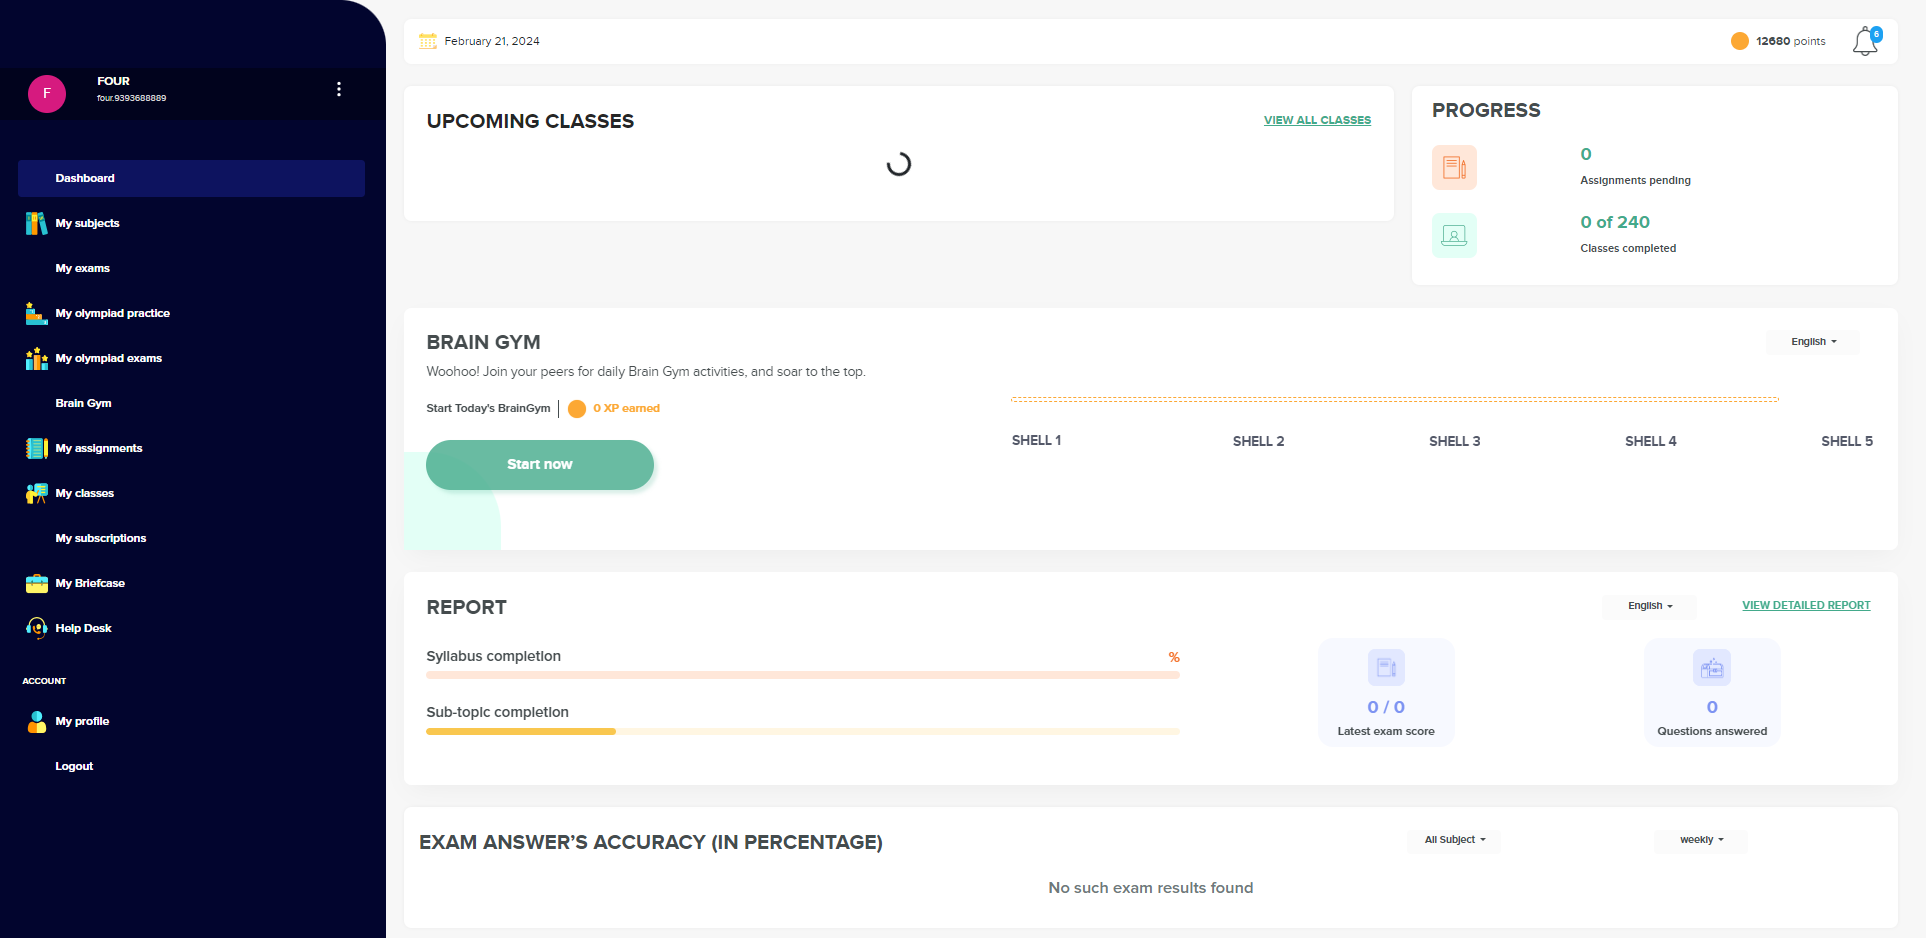 F
FOUR
four.9393688889
Dashboard
My subjects
My exams
My olympiad practice
My olympiad exams
Brain Gym
My assignments
My classes
My subscriptions
My Briefcase
Help Desk
ACCOUNT
My profile
Logout
February 21, 2024
12680 points
6
UPCOMING CLASSES
VIEW ALL CLASSES
PROGRESS
0
Assignments pending
0 of 240
Classes completed
BRAIN GYM
English
Woohoo! Join your peers for daily Brain Gym activities, and soar to the top.
Start Today's BrainGym
0 XP earned
Start now
SHELL 1
SHELL 2
SHELL 3
SHELL 4
SHELL 5
REPORT
English
VIEW DETAILED REPORT
Syllabus completion
%
Sub-topic completion
0 / 0
Latest exam score
0
Questions answered
EXAM ANSWER'S ACCURACY (IN PERCENTAGE)
All Subject
weekly
No such exam results found